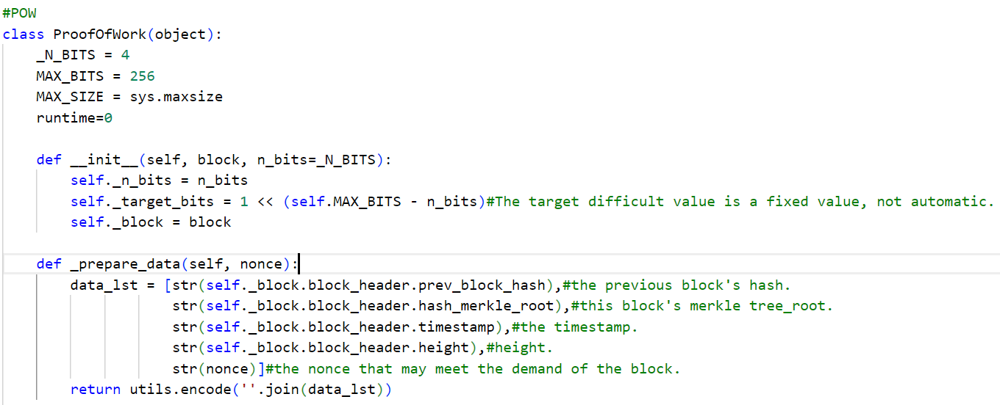 #POW
class ProofOfWork(object):
    _N_BITS = 4
    MAX_BITS = 256
    MAX_SIZE = sys.maxsize
    runtime=0

    def __init__(self, block, n_bits=_N_BITS):
        self._n_bits = n_bits
        self._target_bits = 1 << (self.MAX_BITS - n_bits)#The target difficult value is a fixed value, not automatic.
        self._block = block

    def _prepare_data(self, nonce):
        data_lst = [str(self._block.block_header.prev_block_hash),#the previous block's hash.
                    str(self._block.block_header.hash_merkle_root),#this block's merkle tree_root.
                    str(self._block.block_header.timestamp),#the timestamp.
                    str(self._block.block_header.height),#height.
                    str(nonce)]#the nonce that may meet the demand of the block.
        return utils.encode(''.join(data_lst))